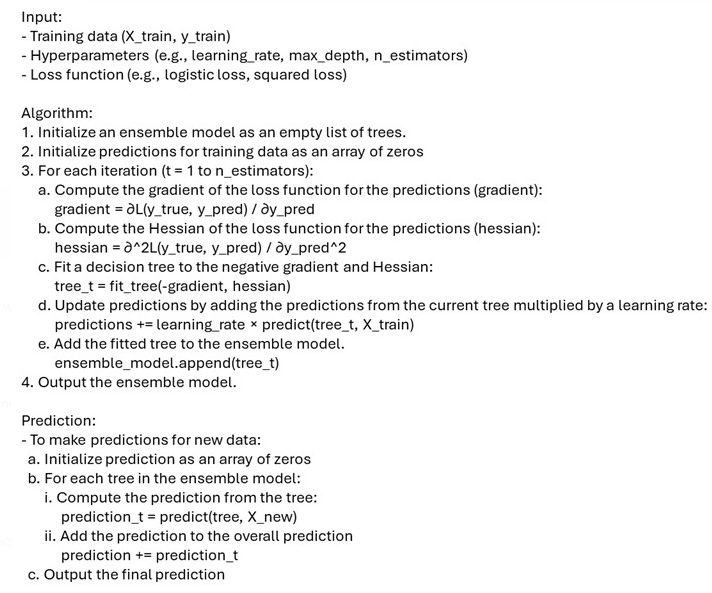 Input:
- Training data (X_train, y_train)
- Hyperparameters (e.g., learning_rate, max_depth, n_estimators)
- Loss function (e.g., logistic loss, squared loss)
Algorithm:
1. Initialize an ensemble model as an empty list of trees.
2. Initialize predictions for training data as an array of zeros
3. For each iteration (t = 1 to n_estimators):
a. Compute the gradient of the loss function for the predictions (gradient):
gradient = ∂L(y_true, y_pred) / ∂y_pred
b. Compute the Hessian of the loss function for the predictions (hessian):
hessian = ∂^2L(y_true, y_pred) / ∂y_pred^2
c. Fit a decision tree to the negative gradient and Hessian:
tree_t = fit_tree(-gradient, hessian)
d. Update predictions by adding the predictions from the current tree multiplied by a learning rate:
predictions += learning_rate × predict(tree_t, X_train)
e. Add the fitted tree to the ensemble model.
ensemble_model.append(tree_t)
4. Output the ensemble model.
Prediction:
- To make predictions for new data:
a. Initialize prediction as an array of zeros
b. For each tree in the ensemble model:
i. Compute the prediction from the tree:
prediction_t = predict(tree, X_new)
ii. Add the prediction to the overall prediction
prediction += prediction_t
c. Output the final prediction